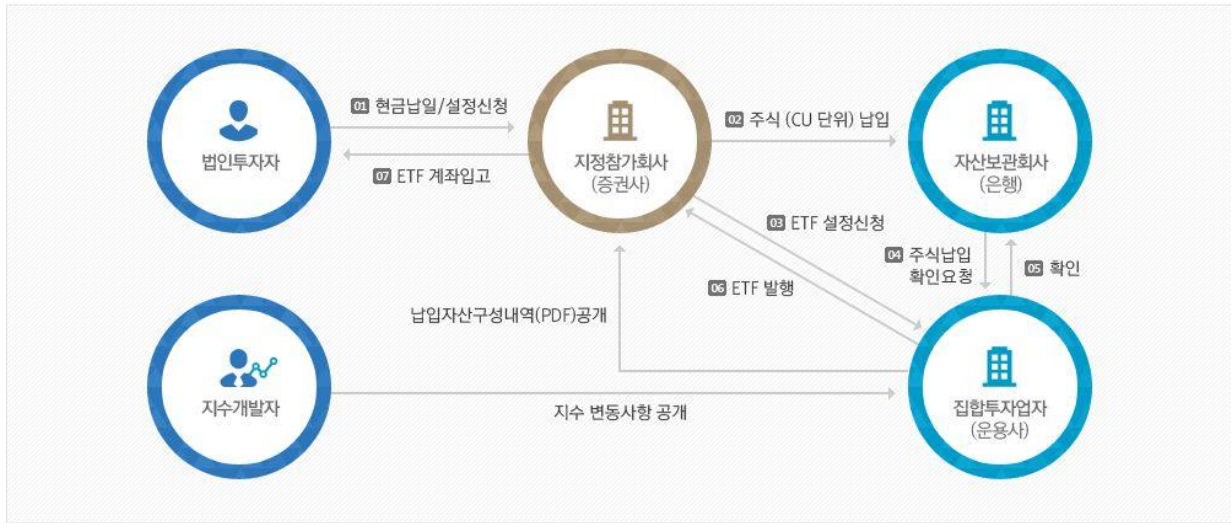 01 현금납일/설정신청
02 주식 (CU 단위) 납입
법인투자자
지정참가회사
(증권사)
자산보관회사
(은행)
07 ETF 계좌입고
03 ETF 설정신청
04 주식납입
확인요청
05 확인
06 ETF 발행
납입자산구성내역(PDF)공개
지수개발자
지수 변동사항 공개
집합투자업자
(운용사)